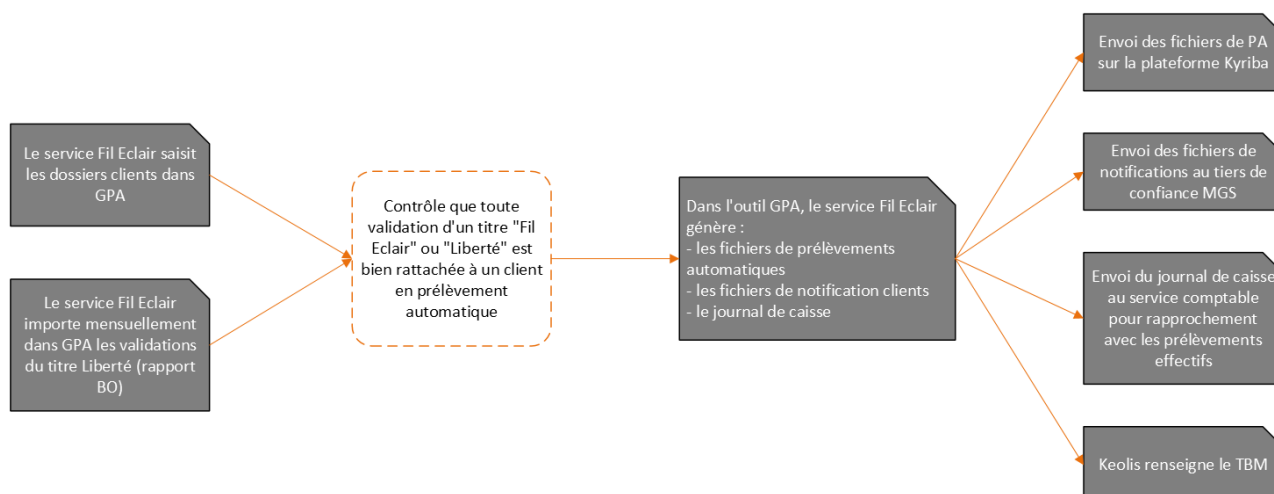 Le service Fil Eclair saisit
les dossiers clients dans
GPA
Le service Fil Eclair
importe mensuellement
dans GPA les validations
du titre Liberté (rapport
BO)
Contrôle que toute
validation d'un titre "Fil
Eclair" ou "Liberté" est
bien rattachée à un client
en prélèvement
automatique
Dans l'outil GPA, le service Fil Eclair
génère :
- les fichiers de prélèvements
automatiques
- les fichiers de notification clients
- le journal de caisse
Envoi des fichiers de PA
sur la plateforme Kyriba
Envoi des fichiers de
notifications au tiers de
confiance MGS
Envoi du journal de caisse
au service comptable
pour rapprochement
avec les prélèvements
effectifs
Keolis renseigne le TBM